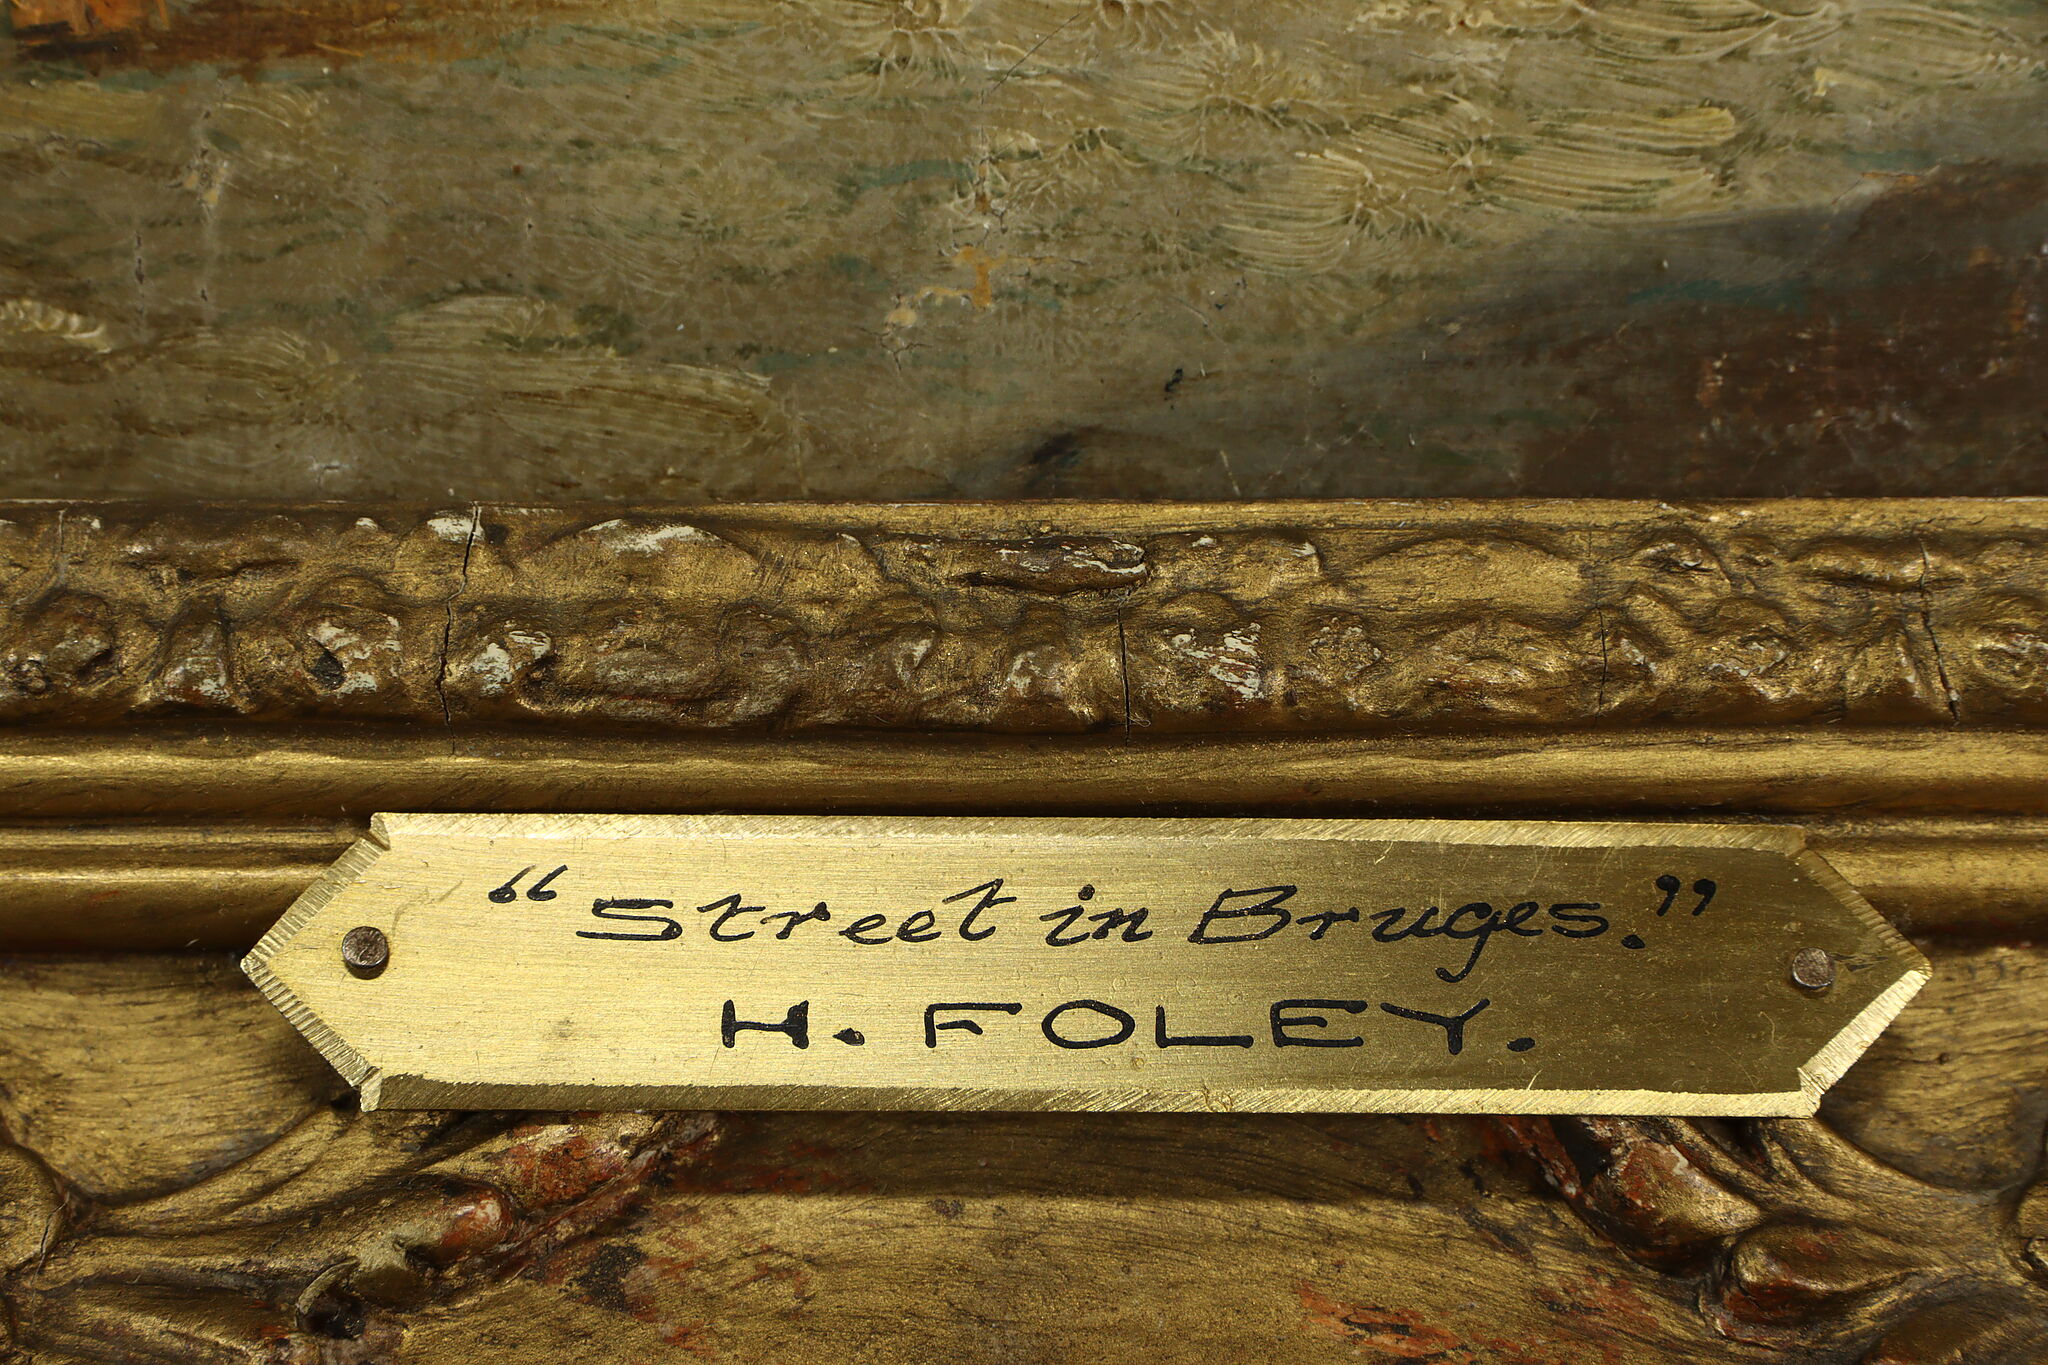 “Street in Bruges.”
H. FOLEY.